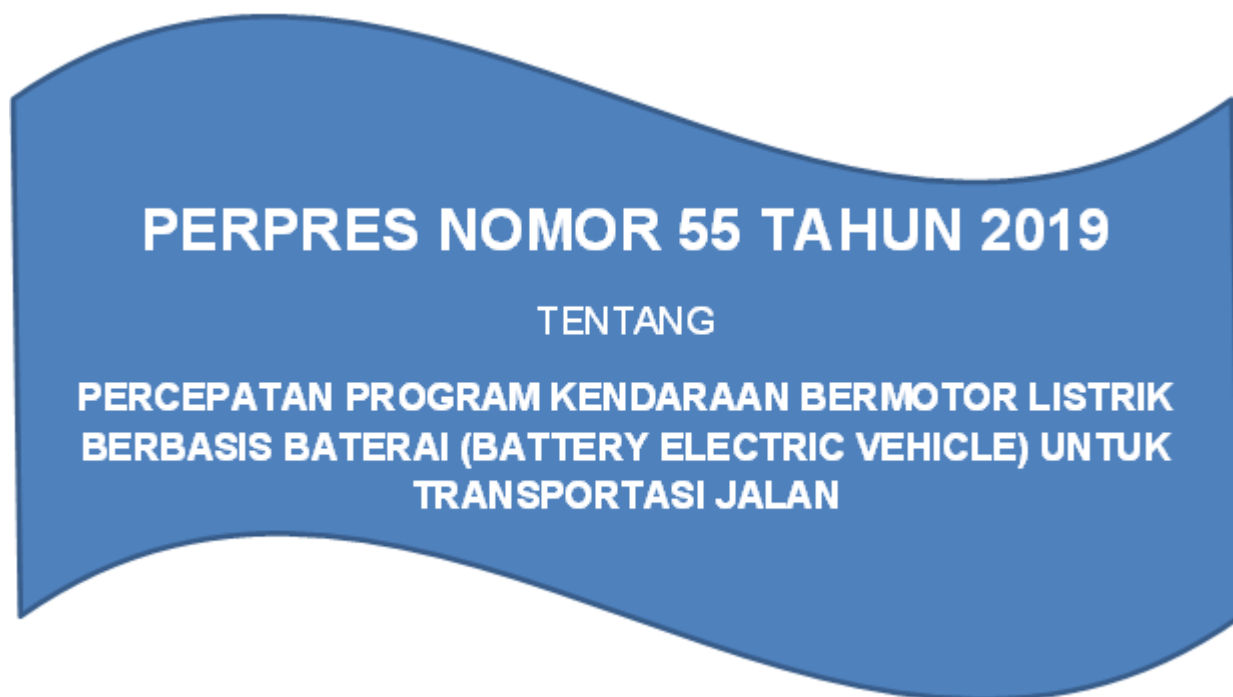 PERPRES NOMOR 55 TAHUN 2019
TENTANG
PERCEPATAN PROGRAM KENDARAAN BERMOTOR LISTRIK
BERBASIS BATERAI (BATTERY ELECTRIC VEHICLE) UNTUK
TRANSPORTASI JALAN